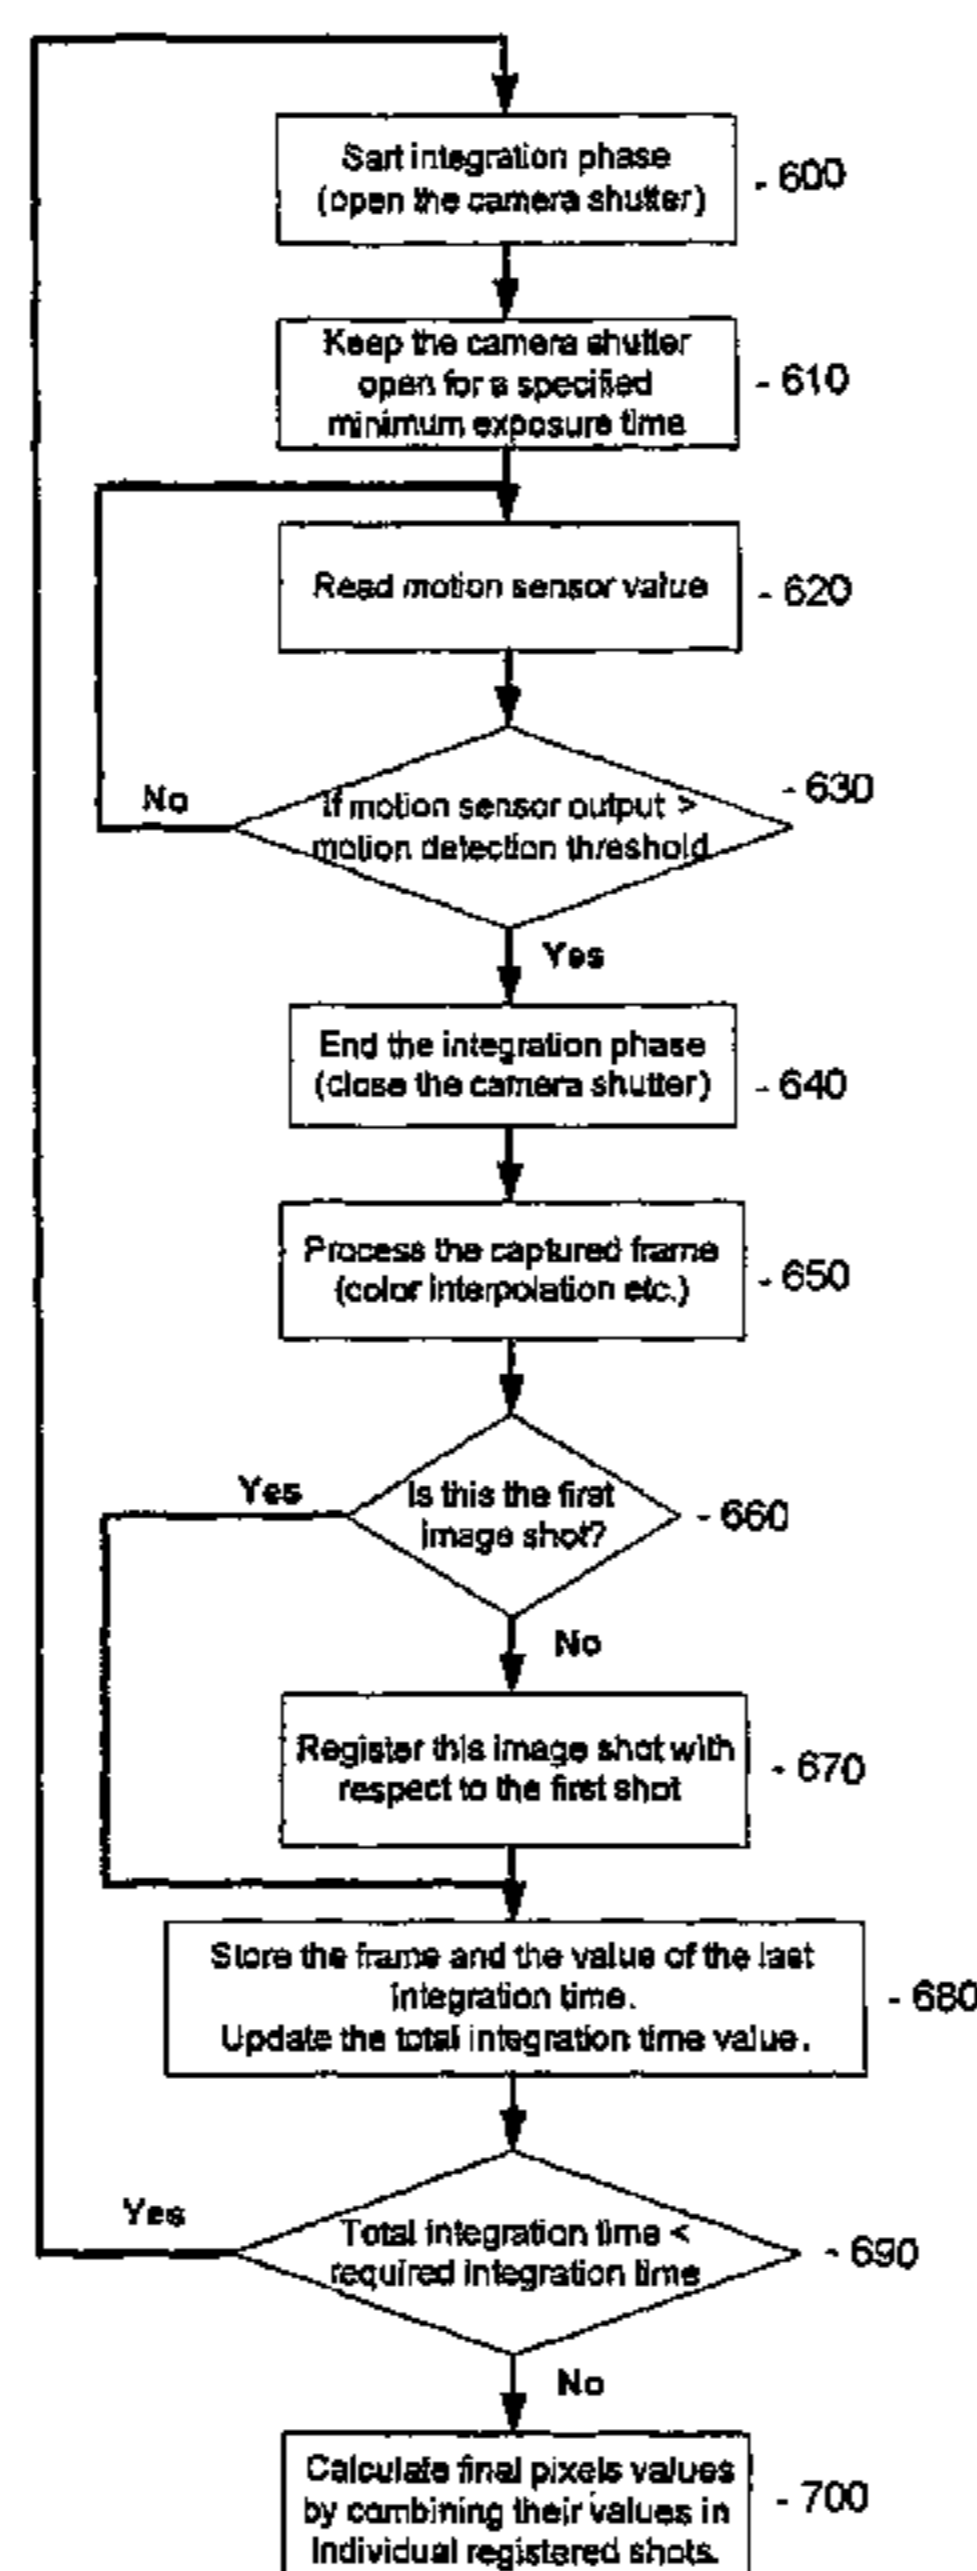 Sart integration phase
(open the camera shutter)
- 600
Keep the camera shutter
open for a specified
minimum exposure time
- 610
Read motion sensor value
- 620
No
If motion sensor output >
motion detection threshold
- 630
Yes
End the integration phase
(close the camera shutter)
- 640
Process the captured frame
(color interpolation etc.)
- 650
Yes
Is this the first
image shot?
- 660
No
Register this image shot with
respect to the first shot
- 670
Store the frame and the value of the last
integration time.
Update the total integration time value.
- 680
Yes
Total integration time <
required integration time
- 690
No
Calculate final pixels values
by combining their values in
individual registered shots.
- 700